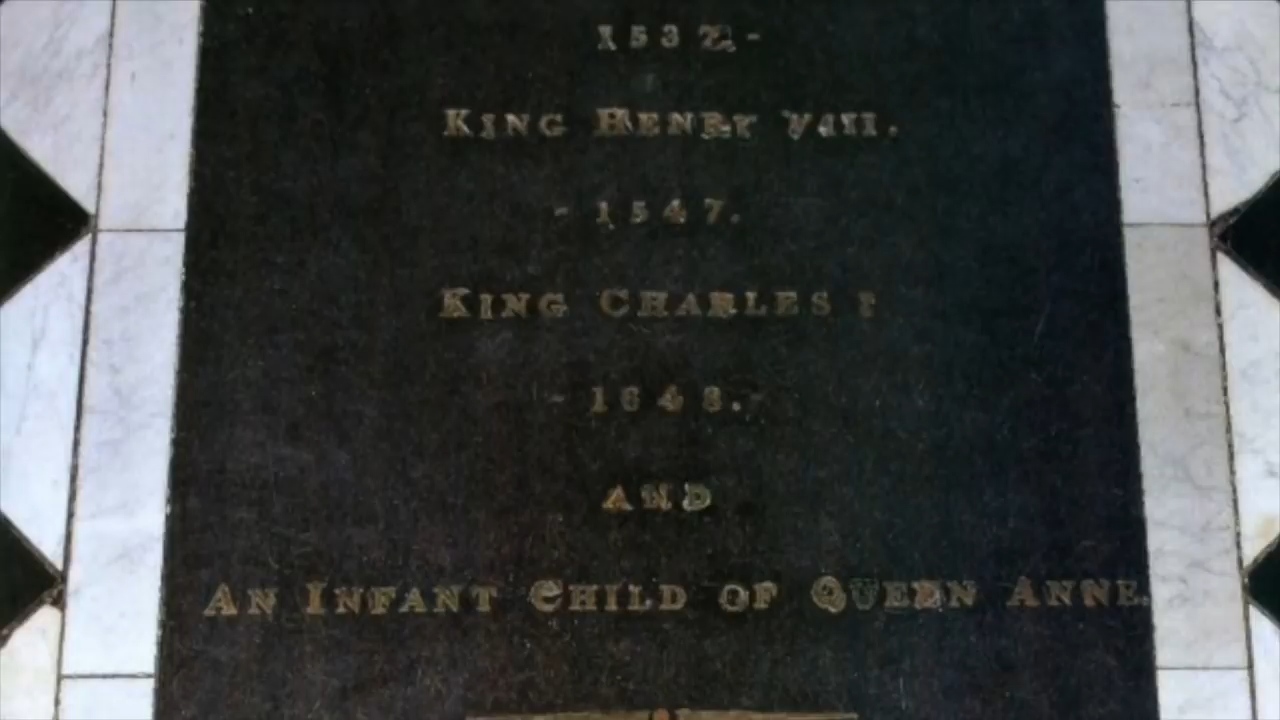 1537.
KING HENRY VIII.
- 1547.
KING CHARLES I
- 1648. -
AND
AN INFANT CHILD OF QUEEN ANNE.